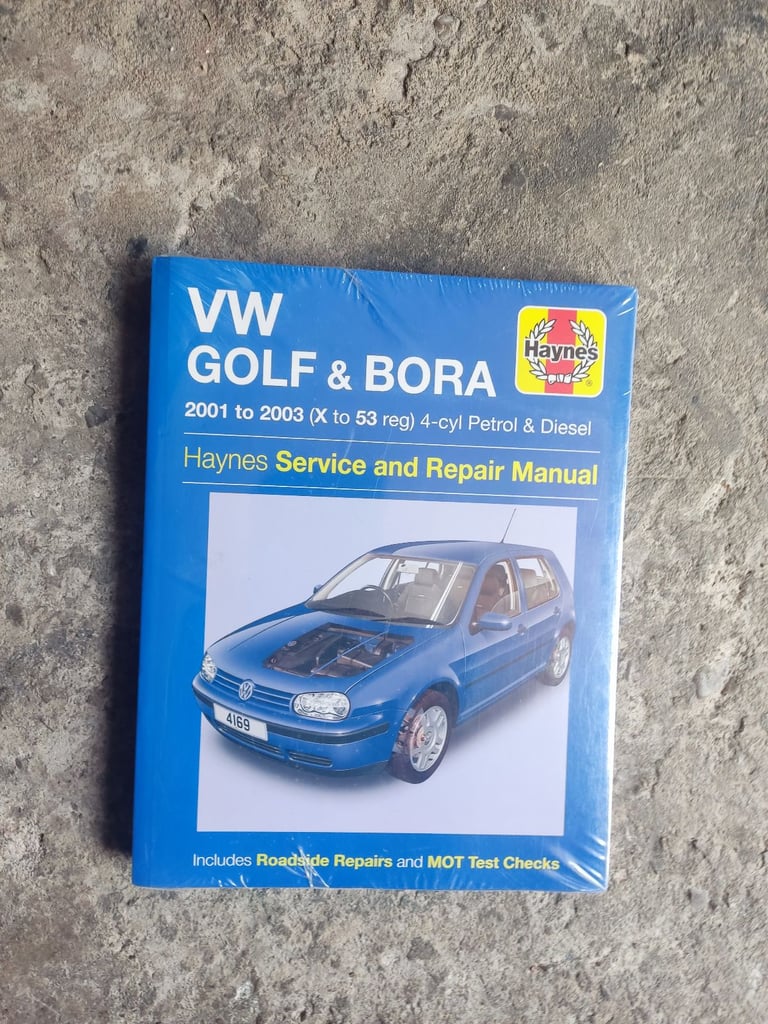 VW
GOLF & BORA
Haynes
®
2001 to 2003 (X to 53 reg) 4-cyl Petrol & Diesel
Haynes Service and Repair Manual
4169
Includes Roadside Repairs and MOT Test Checks